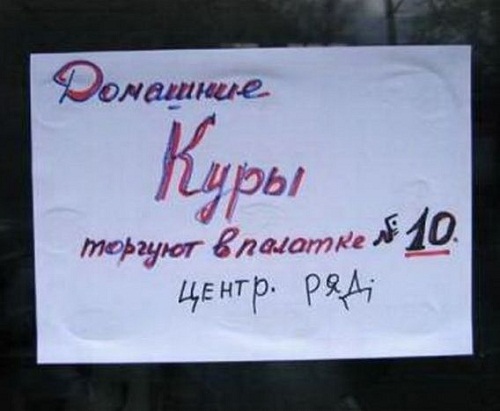 Домашние
Куры
торгуют в палатке № 10.
центр. ряд;